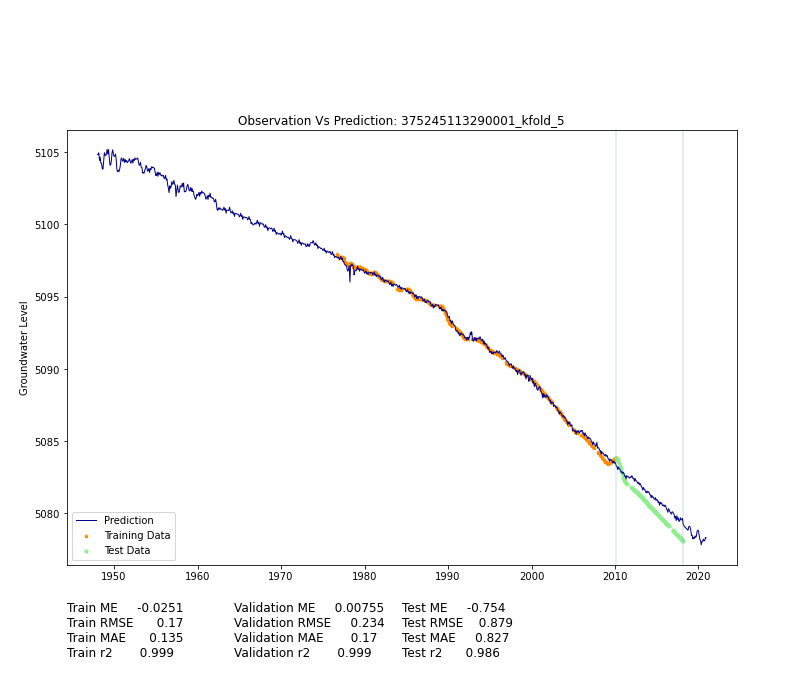 Observation Vs Prediction: 375245113290001_kfold_5
Groundwater Level
5105
5100
5095
5090
5085
5080
Prediction
Training Data
Test Data
1950 1960 1970 1980 1990 2000 2010 2020
Train ME -0.0251 Validation ME 0.00755 Test ME -0.754
Train RMSE 0.17 Validation RMSE 0.234 Test RMSE 0.879
Train MAE 0.135 Validation MAE 0.17 Test MAE 0.827
Train r2 0.999 Validation r2 0.999 Test r2 0.986